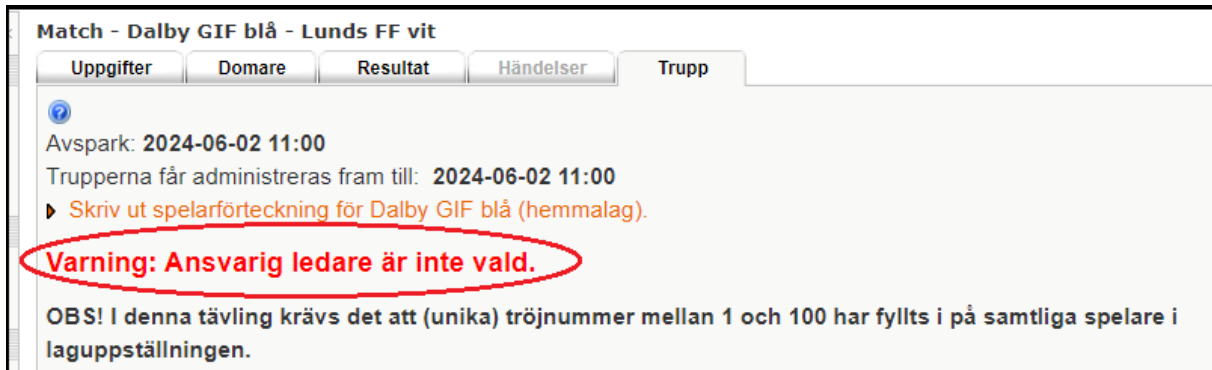 Match - Dalby GIF blå - Lunds FF vit
Uppgifter Domare Resultat Händelser Trupp
Avspark: 2024-06-02 11:00
Trupperna får administreras fram till: 2024-06-02 11:00
Skriv ut spelarförteckning för Dalby GIF blå (hemmalag).
Varning: Ansvarig ledare är inte vald.
OBS! I denna tävling krävs det att (unika) tröjnummer mellan 1 och 100 har fyllts i på samtliga spelare i
laguppställningen.